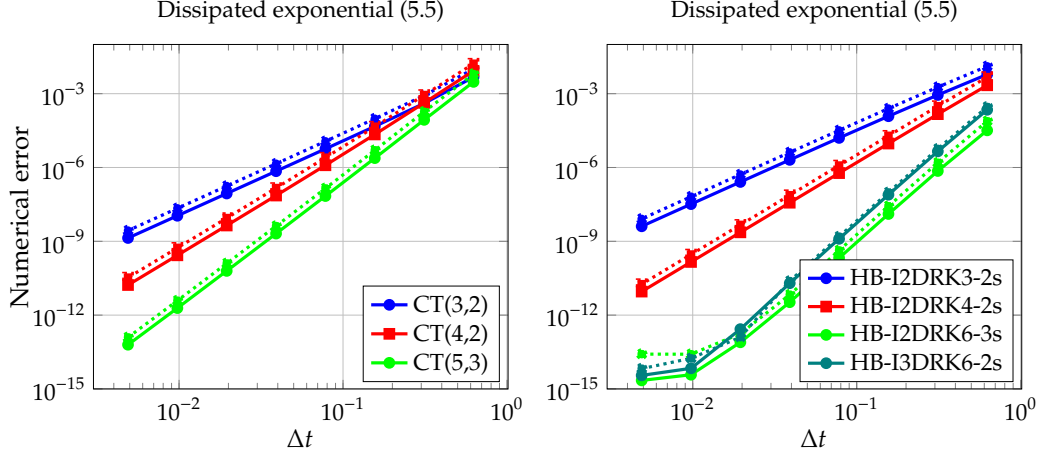 Dissipated exponential (5.5)
Numerical error
10^−3
10^−6
10^−9
10^−12
10^−15
10^−2
10^−1
10^0
Δt
CT(3,2)
CT(4,2)
CT(5,3)
Dissipated exponential (5.5)
10^−3
10^−6
10^−9
10^−12
10^−15
10^−2
10^−1
10^0
Δt
HB-I2DRK3-2s
HB-I2DRK4-2s
HB-I2DRK6-3s
HB-I3DRK6-2s